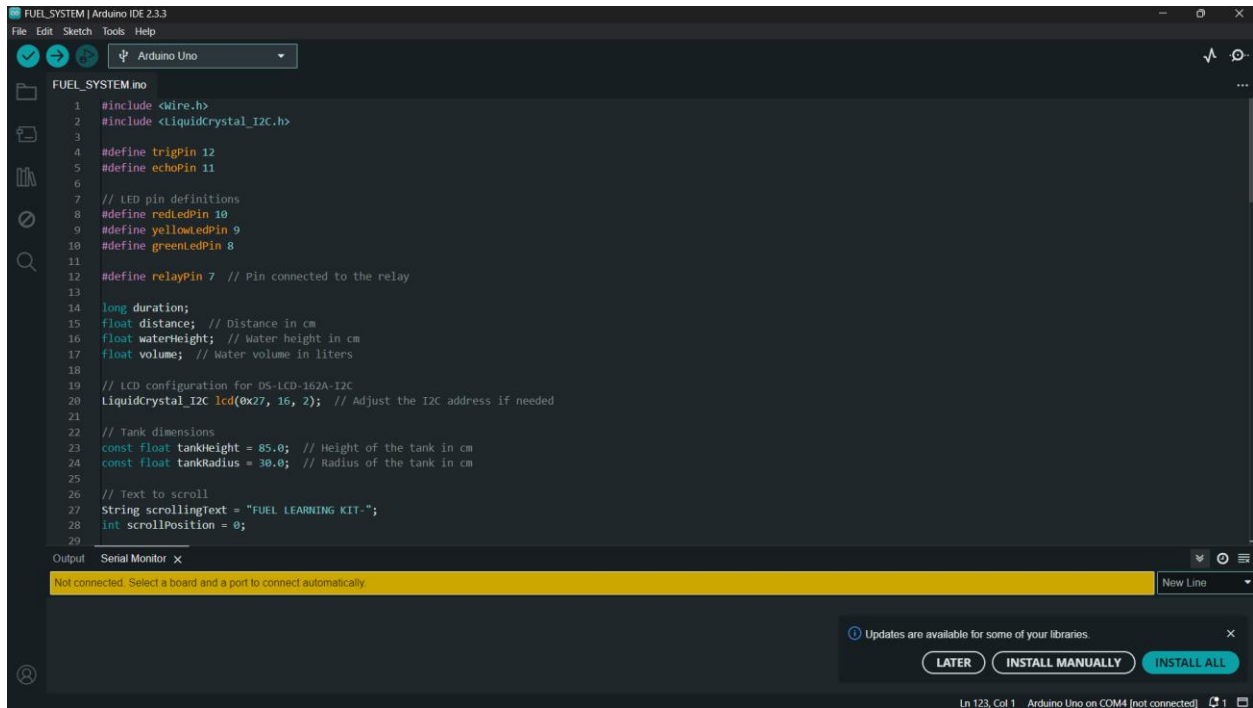 FUEL_SYSTEM | Arduino IDE 2.3.3
File Edit Sketch Tools Help
Arduino Uno
FUEL_SYSTEM.ino
1 #include <Wire.h>
2 #include <LiquidCrystal_I2C.h>
3
4 #define trigPin 12
5 #define echoPin 11
6
7 // LED pin definitions
8 #define redLedPin 10
9 #define yellowLedPin 9
10 #define greenLedPin 8
11
12 #define relayPin 7  // Pin connected to the relay
13
14 long duration;
15 float distance;  // Distance in cm
16 float waterHeight;  // Water height in cm
17 float volume;  // Water volume in liters
18
19 // LCD configuration for DS-LCD-162A-I2C
20 LiquidCrystal_I2C lcd(0x27, 16, 2);  // Adjust the I2C address if needed
21
22 // Tank dimensions
23 const float tankHeight = 85.0;  // Height of the tank in cm
24 const float tankRadius = 30.0;  // Radius of the tank in cm
25
26 // Text to scroll
27 String scrollingText = "FUEL LEARNING KIT-";
28 int scrollPosition = 0;
29
Output Serial Monitor
Not connected. Select a board and a port to connect automatically.
New Line
Updates are available for some of your libraries.
LATER INSTALL MANUALLY INSTALL ALL
Ln 123, Col 1 Arduino Uno on COM4 [not connected] 1